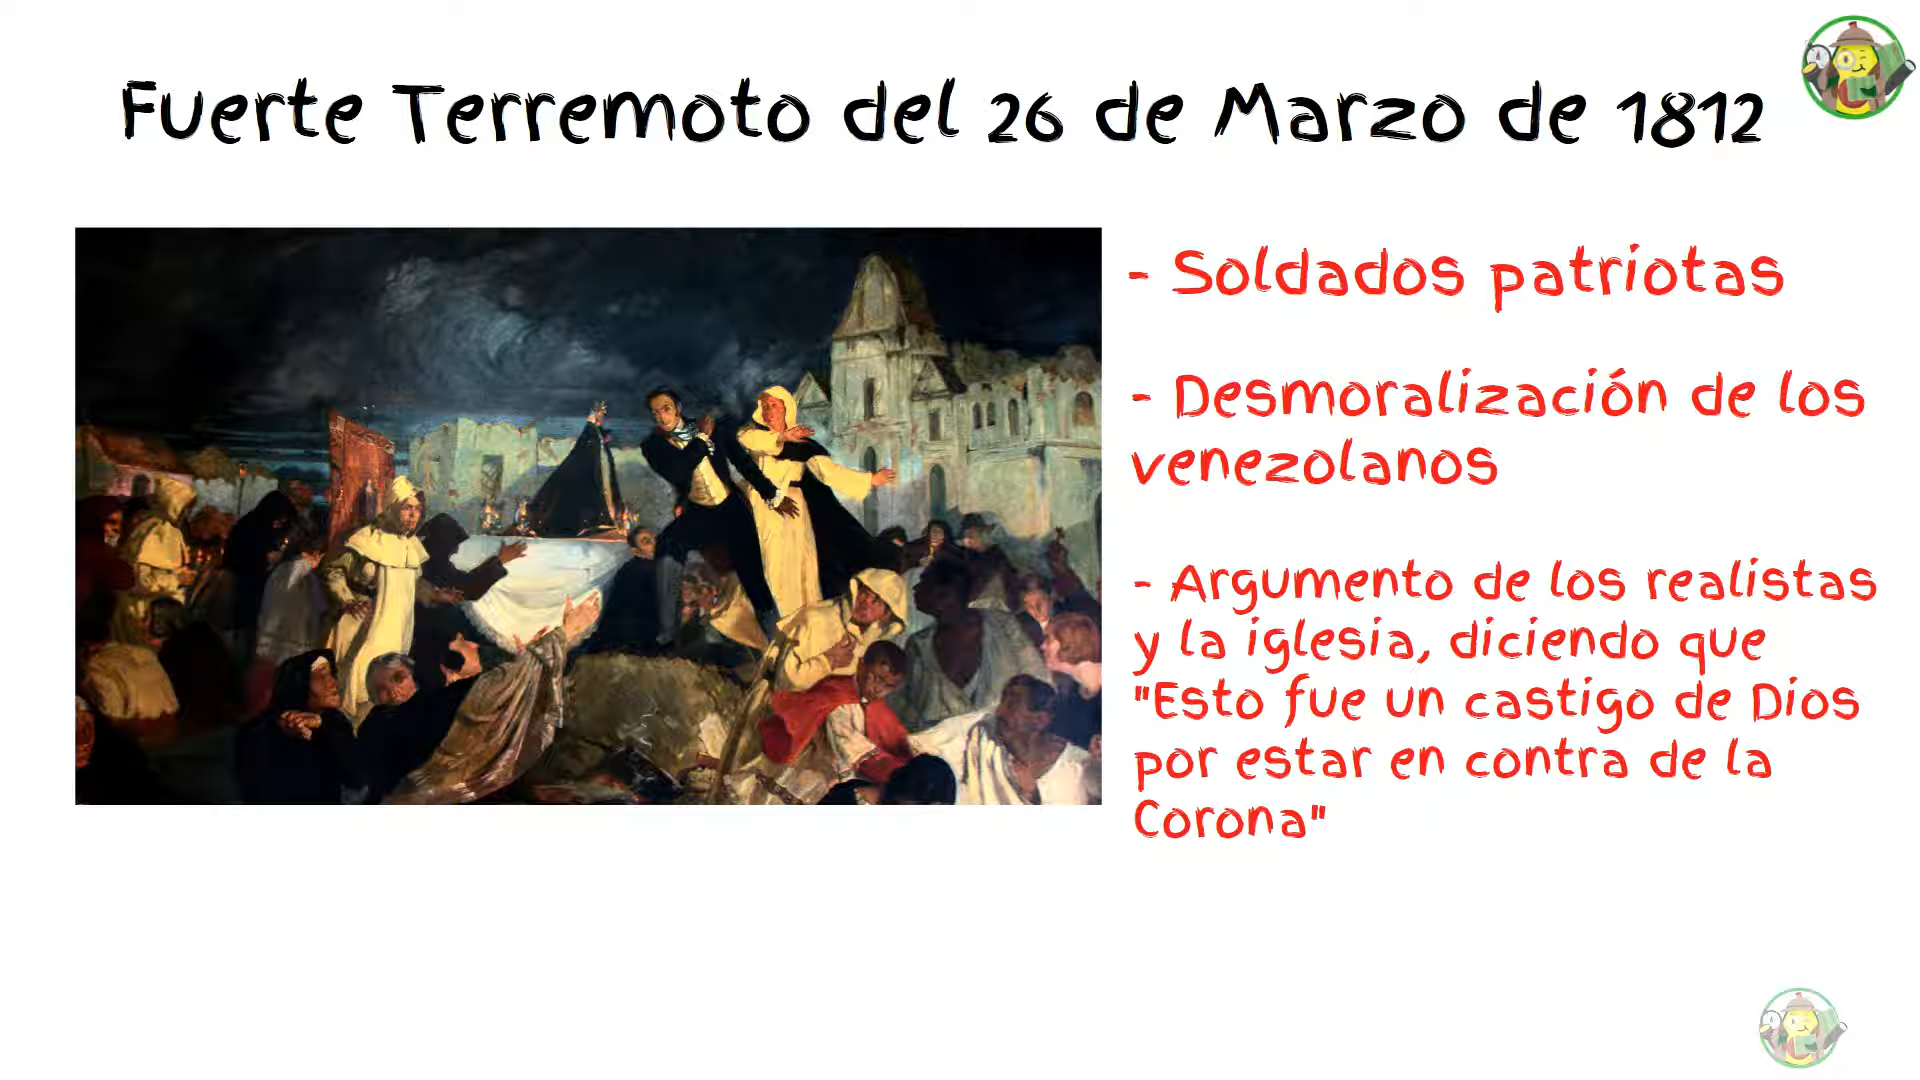 Fuerte Terremoto del 26 de Marzo de 1812
- Soldados patriotas
- Desmoralización de los
venezolanos
- Argumento de los realistas
y la iglesia, diciendo que
"Esto fue un castigo de Dios
por estar en contra de la
Corona"